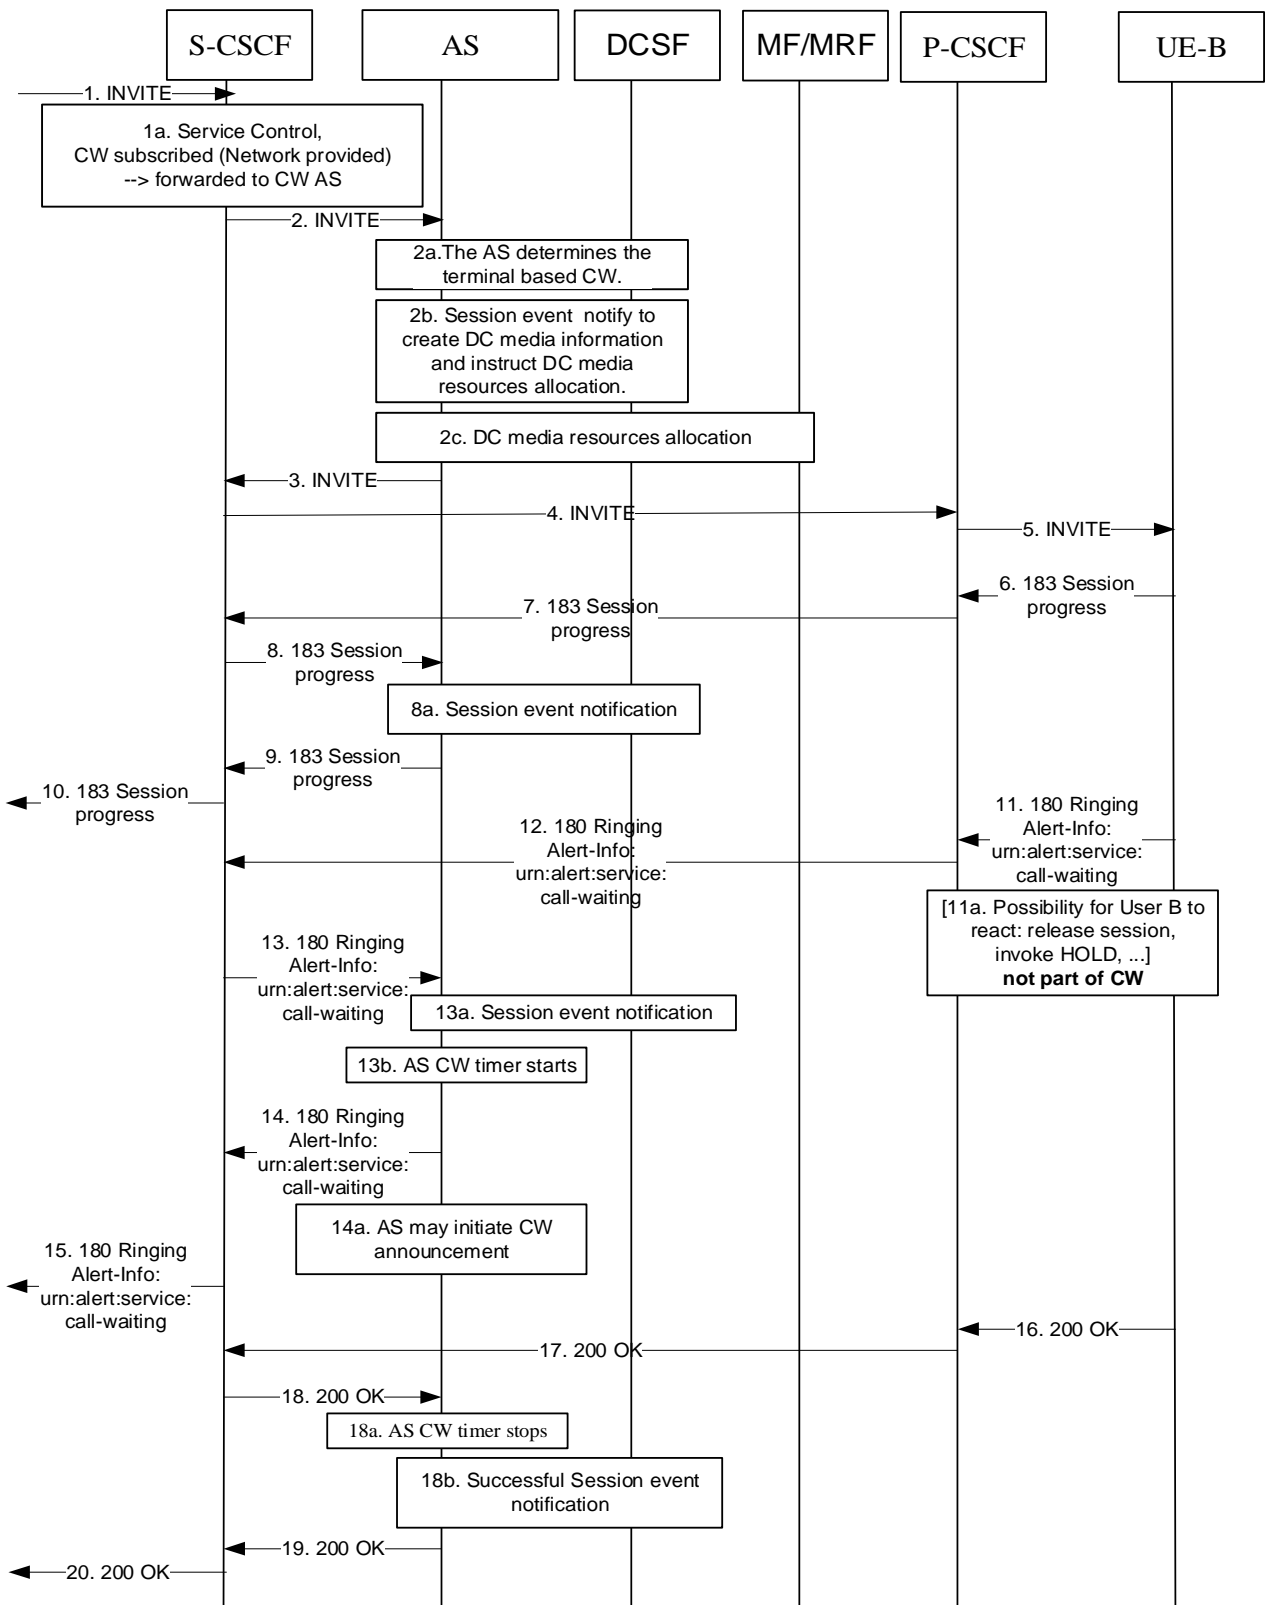 S-CSCF
AS
DCSF
MF/MRF
P-CSCF
UE-B
1. INVITE
1a. Service Control,
CW subscribed (Network provided)
--> forwarded to CW AS
2. INVITE
2a.The AS determines the
terminal based CW.
2b. Session event notify to
create DC media information
and instruct DC media
resources allocation.
2c. DC media resources allocation
3. INVITE
4. INVITE
5. INVITE
6. 183 Session
progress
7. 183 Session
progress
8. 183 Session
progress
8a. Session event notification
9. 183 Session
progress
10. 183 Session
progress
11. 180 Ringing
Alert-Info:
urn:alert:service:
call-waiting
12. 180 Ringing
Alert-Info:
urn:alert:service:
call-waiting
[11a. Possibility for User B to
react: release session,
invoke HOLD, ...]
not part of CW
13. 180 Ringing
Alert-Info:
urn:alert:service:
call-waiting
13a. Session event notification
13b. AS CW timer starts
14. 180 Ringing
Alert-Info:
urn:alert:service:
call-waiting
14a. AS may initiate CW
announcement
15. 180 Ringing
Alert-Info:
urn:alert:service:
call-waiting
16. 200 OK
17. 200 OK
18. 200 OK
18a. AS CW timer stops
18b. Successful Session event
notification
19. 200 OK
20. 200 OK